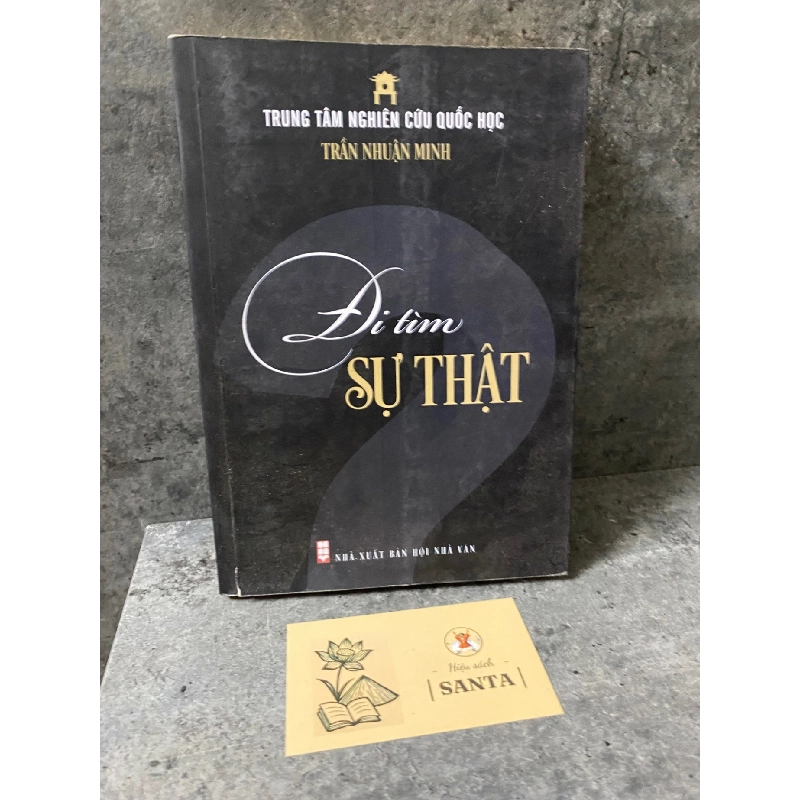 TRUNG TÂM NGHIÊN CỨU QUỐC HỌC
TRẦN NHUẬN MINH
Đi tìm
SỰ THẬT
NHÀ XUẤT BẢN HỘI NHÀ VĂN
Hiệu sách
SANTA